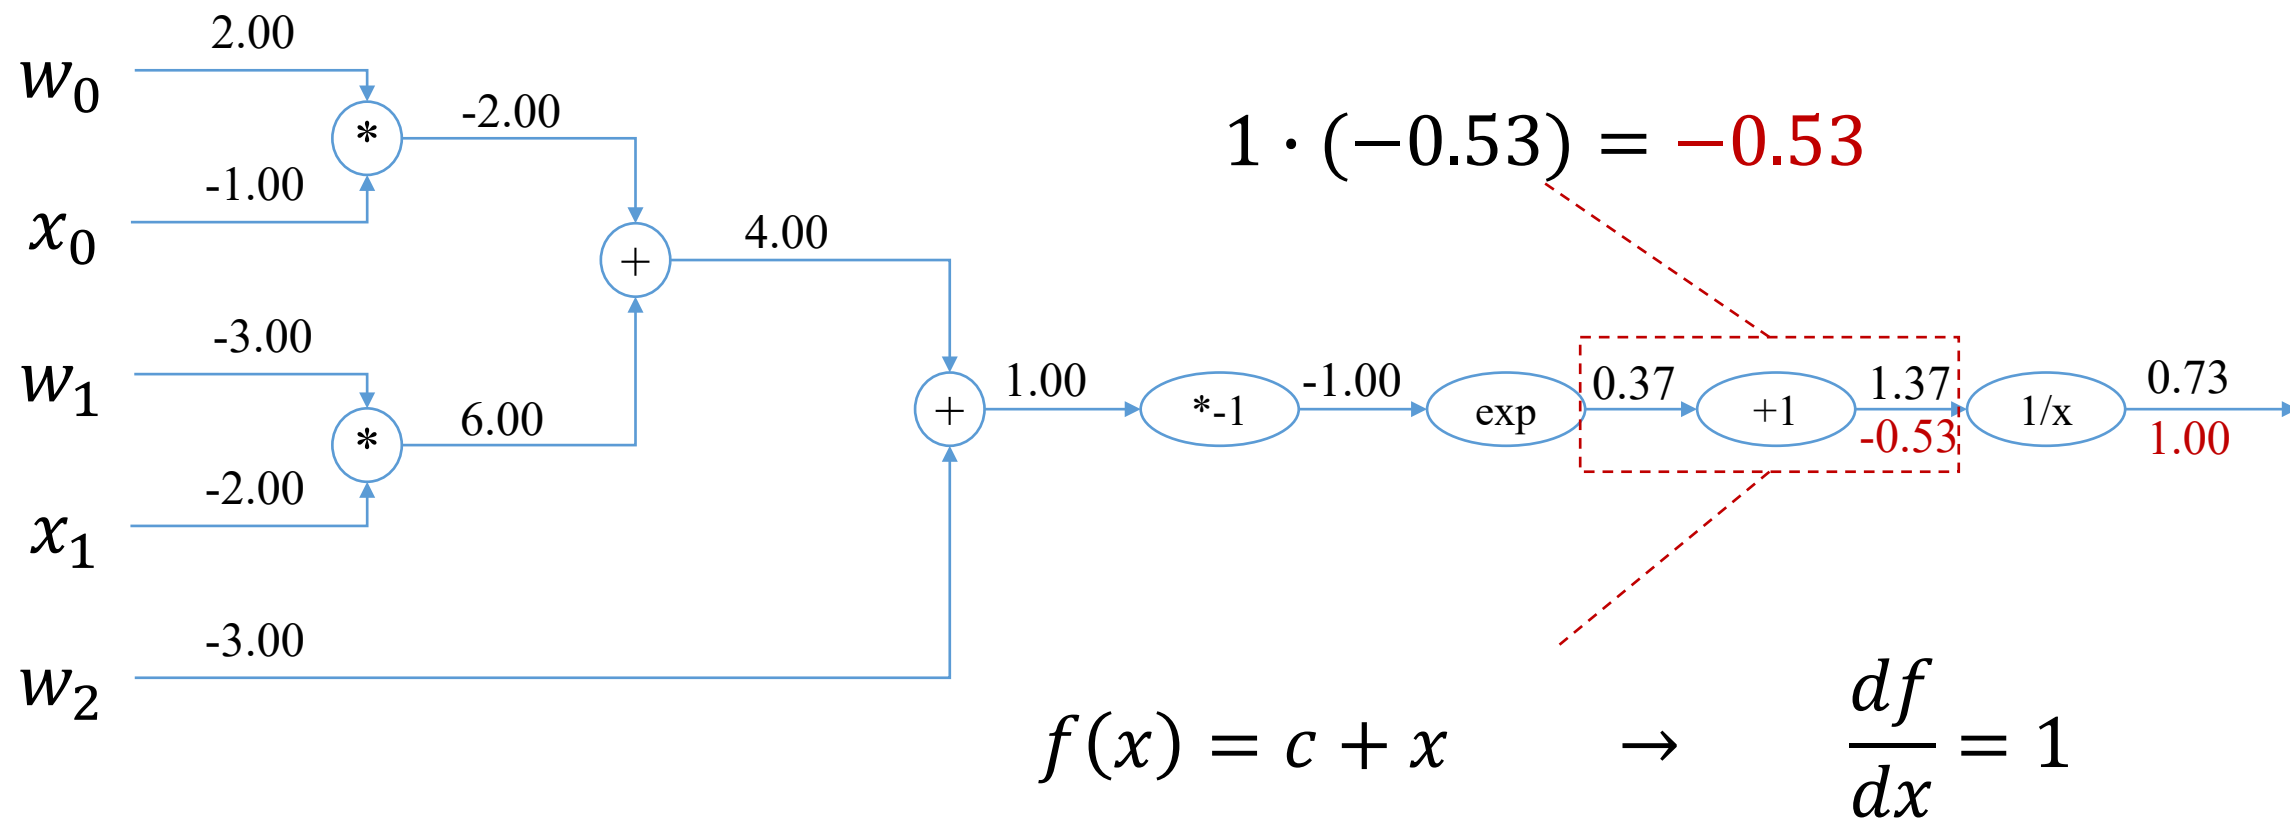 2.00
w₀
*
-2.00
1 · (−0.53) = −0.53
-1.00
x₀
+
4.00
-3.00
w₁
*
6.00
+
1.00
*-1
-1.00
exp
0.37
+1
1.37
-0.53
1/x
0.73
1.00
-2.00
x₁
-3.00
w₂
f(x) = c + x → df/dx = 1